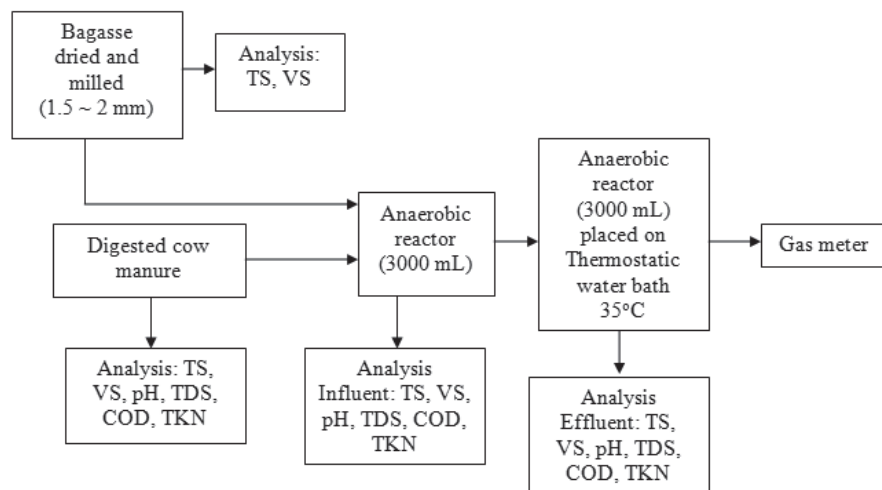 Bagasse
dried and
milled
(1.5 ~ 2 mm)
Analysis:
TS, VS
Digested cow
manure
Anaerobic
reactor
(3000 mL)
Anaerobic
reactor
(3000 mL)
placed on
Thermostatic
water bath
35°C
Gas meter
Analysis: TS,
VS, pH, TDS,
COD, TKN
Analysis
Influent: TS, VS,
pH, TDS, COD,
TKN
Analysis
Effluent: TS,
VS, pH, TDS,
COD, TKN